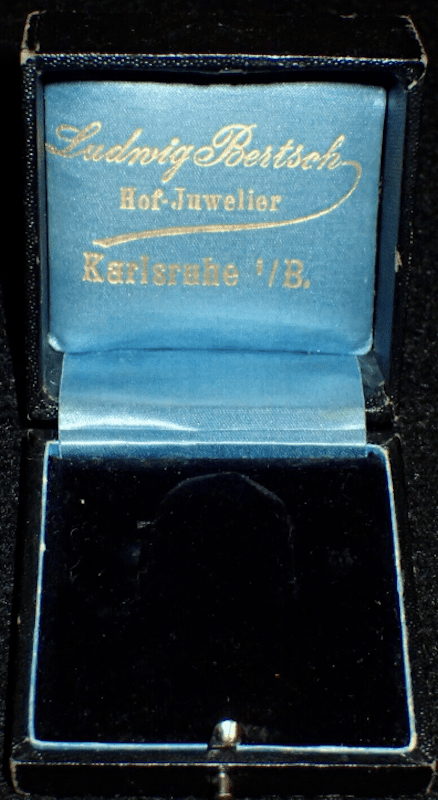 Ludwig Bertsch
Hof-Juwelier
Karlsruhe i/B.